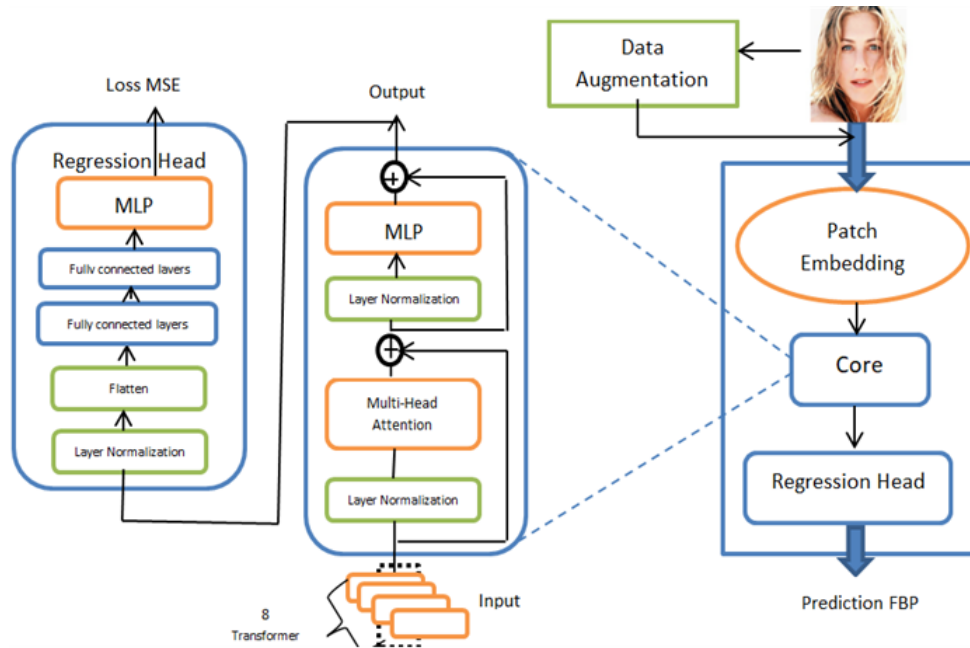 Loss MSE
Regression Head
MLP
Fully connected layers
Fully connected layers
Flatten
Layer Normalization
Output
+
MLP
Layer Normalization
+
Multi-Head
Attention
Layer Normalization
Input
8
Transformer
Data
Augmentation
Patch
Embedding
Core
Regression Head
Prediction FBP